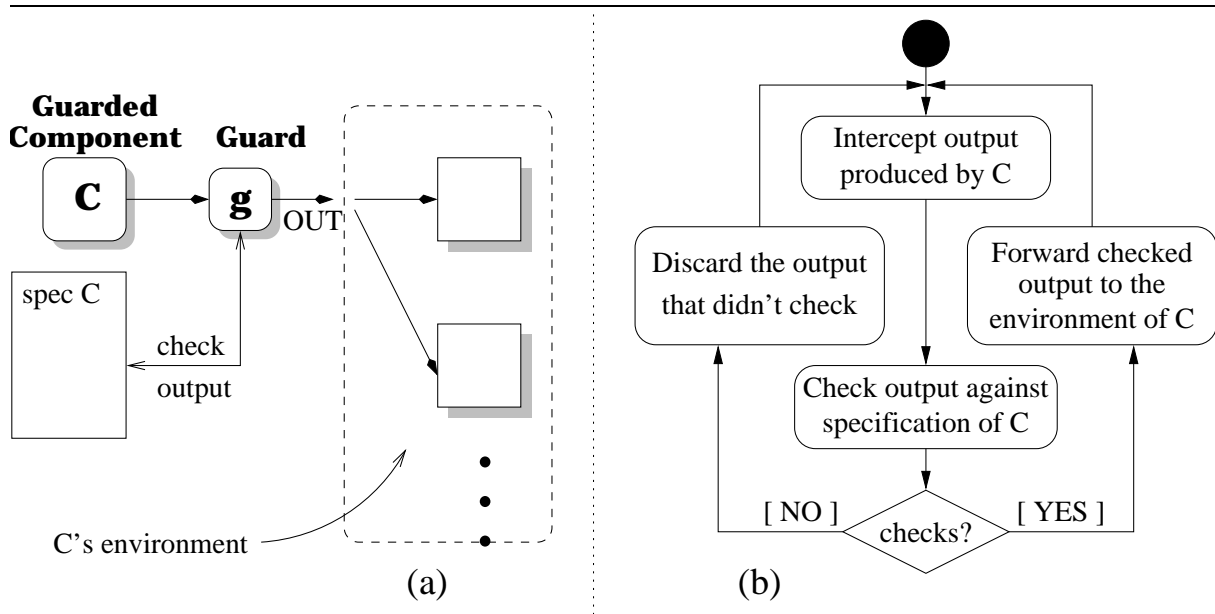 Guarded
Component
Guard
C
g
OUT
spec C
check
output
C's environment
(a)
Intercept output
produced by C
Discard the output
that didn't check
Forward checked
output to the
environment of C
Check output against
specification of C
[ NO ]
checks?
[ YES ]
(b)